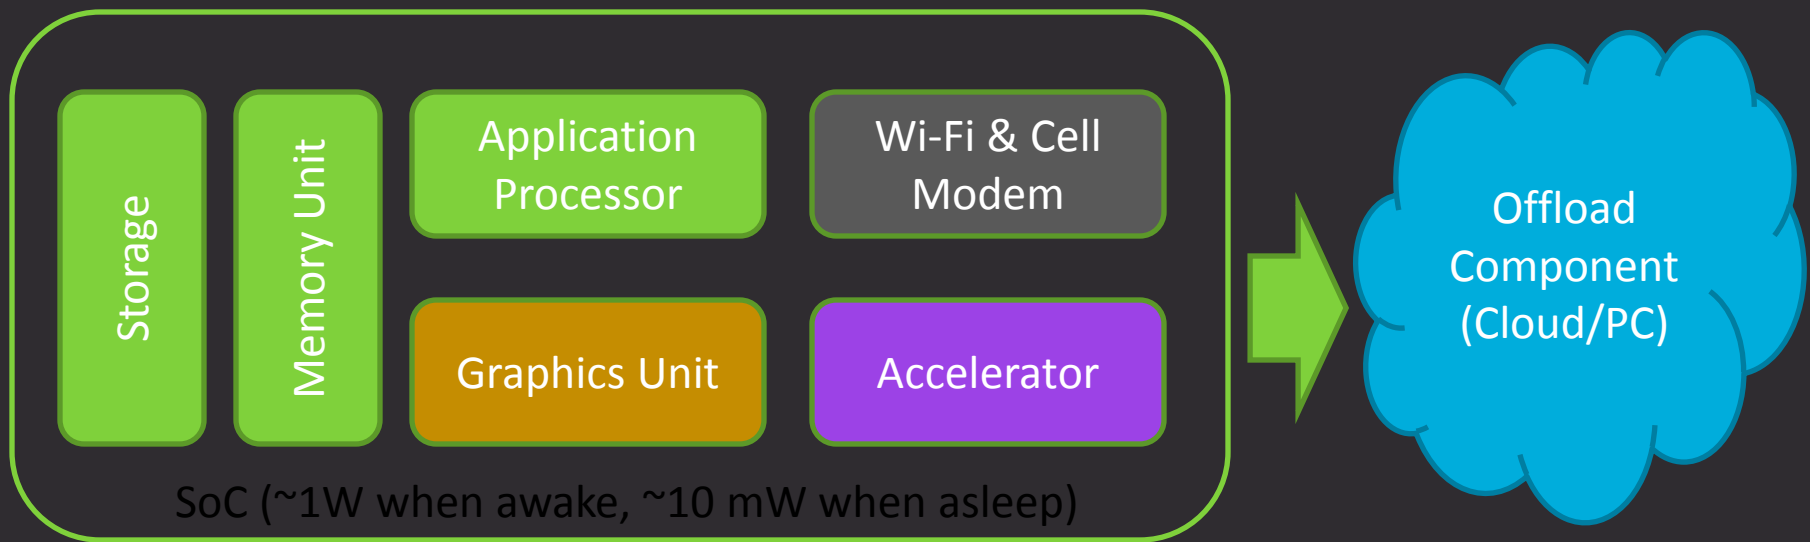 Storage
Memory Unit
Application
Processor
Wi-Fi & Cell
Modem
Graphics Unit
Accelerator
SoC (~1W when awake, ~10 mW when asleep)
Offload
Component
(Cloud/PC)